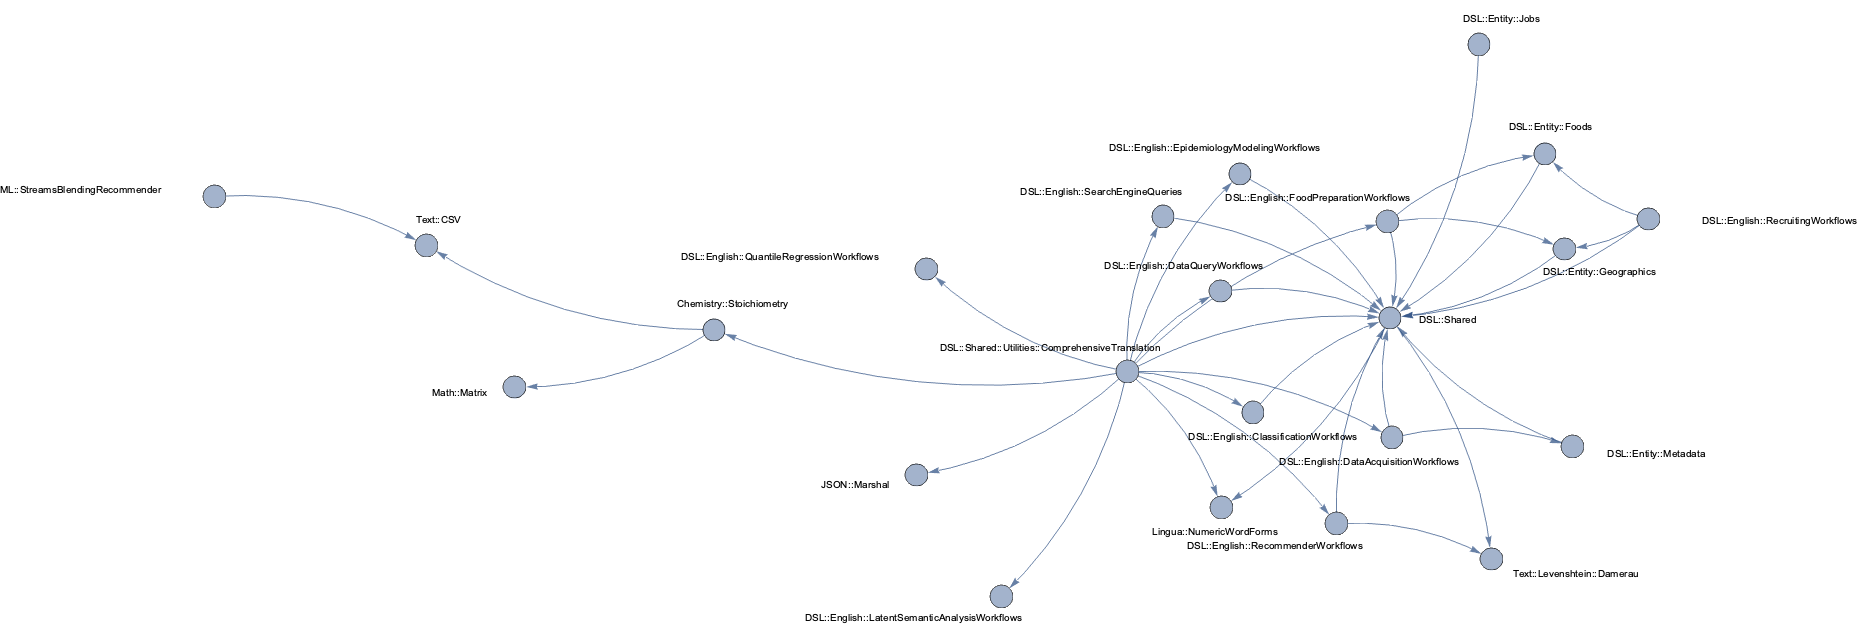 DSL::Entity::Jobs
DSL::Entity::Foods
DSL::English::EpidemiologyModelingWorkflows
ML::StreamsBlendingRecommender
DSL::English::SearchEngineQueries
DSL::English::FoodPreparationWorkflows
Text::CSV
DSL::English::RecruitingWorkflows
DSL::English::QuantileRegressionWorkflows
DSL::English::DataQueryWorkflows
DSL::Entity::Geographics
Chemistry::Stoichiometry
DSL::Shared
DSL::Shared::Utilities::ComprehensiveTranslation
Math::Matrix
DSL::English::ClassificationWorkflows
DSL::Entity::Metadata
DSL::English::DataAcquisitionWorkflows
JSON::Marshal
Lingua::NumericWordForms
DSL::English::RecommenderWorkflows
Text::Levenshtein::Damerau
DSL::English::LatentSemanticAnalysisWorkflows